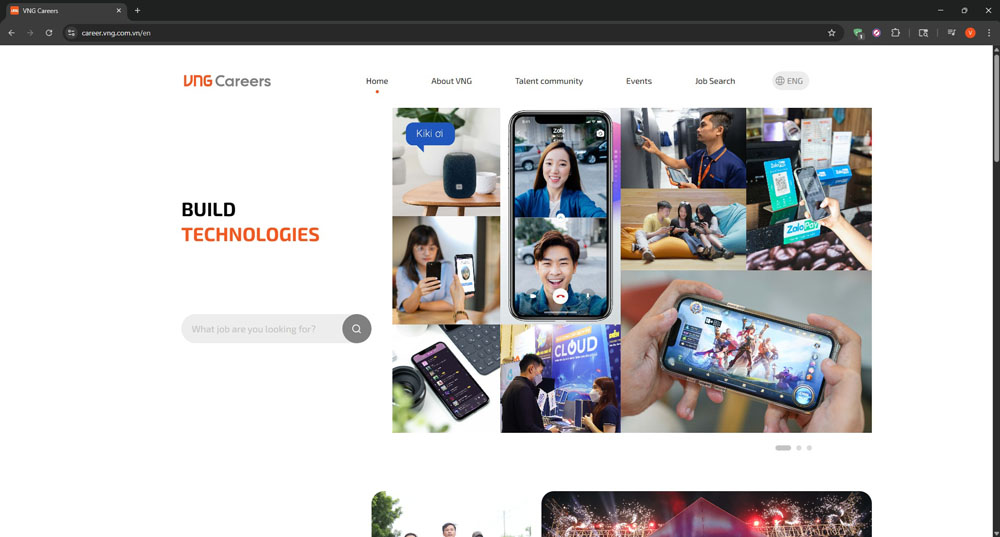 VNG Careers
career.vng.com.vn/en
VNG Careers
Home
About VNG
Talent community
Events
Job Search
ENG
Kiki ơi
Zalo
ZaloPay
BUILD
TECHNOLOGIES
What job are you looking for?
CLOUD